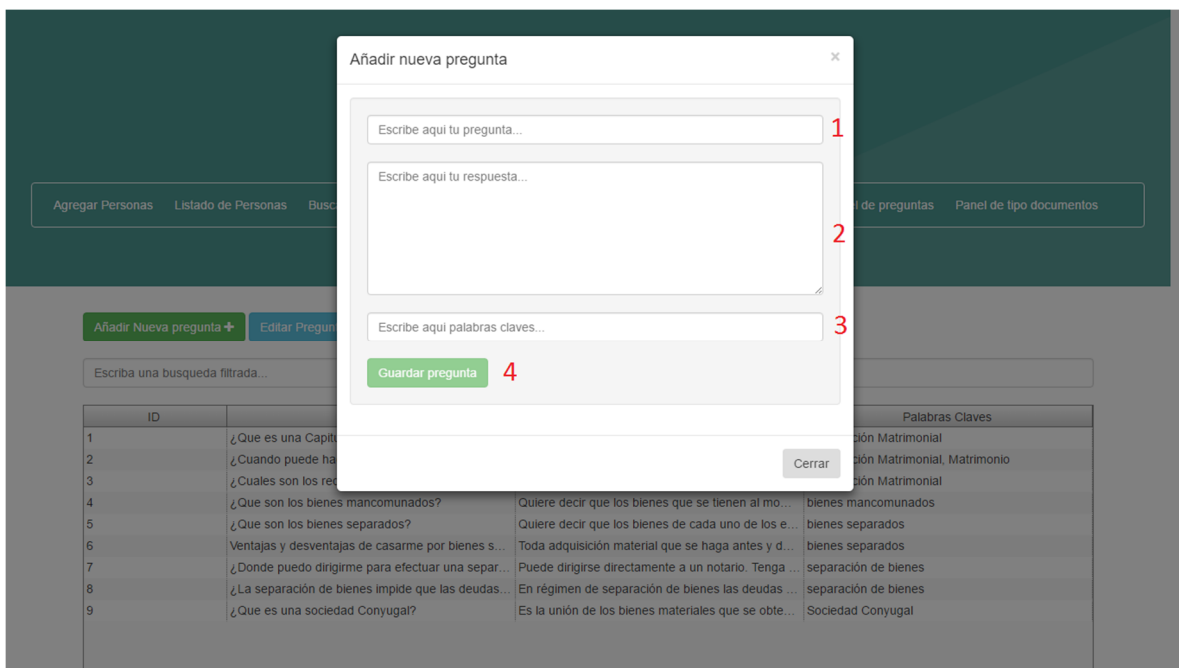 Añadir nueva pregunta ×
Escribe aqui tu pregunta... 1
Escribe aqui tu respuesta...
2
Escribe aqui palabras claves... 3
Guardar pregunta 4
Cerrar
Agregar Personas Listado de Personas de preguntas Panel de tipo documentos
Añadir Nueva pregunta + Editar
Escriba una busqueda filtrada...
ID Palabras Claves
1 ¿Que es una Matrimonial
2 ¿Cuando puede Matrimonial, Matrimonio
3 ¿Cuales son los Matrimonial
4 ¿Que son los bienes mancomunados? Quiere decir que los bienes que se tienen al mo... bienes mancomunados
5 ¿Que son los bienes separados? Quiere decir que los bienes de cada uno de los e... bienes separados
6 Ventajas y desventajas de casarme por bienes s... Toda adquisición material que se haga antes y d... bienes separados
7 ¿Donde puedo dirigirme para efectuar una separ... Puede dirigirse directamente a un notario. Tenga ... separación de bienes
8 ¿La separación de bienes impide que las deudas... En régimen de separación de bienes las deudas ... separación de bienes
9 ¿Que es una sociedad Conyugal? Es la unión de los bienes materiales que se obte... Sociedad Conyugal